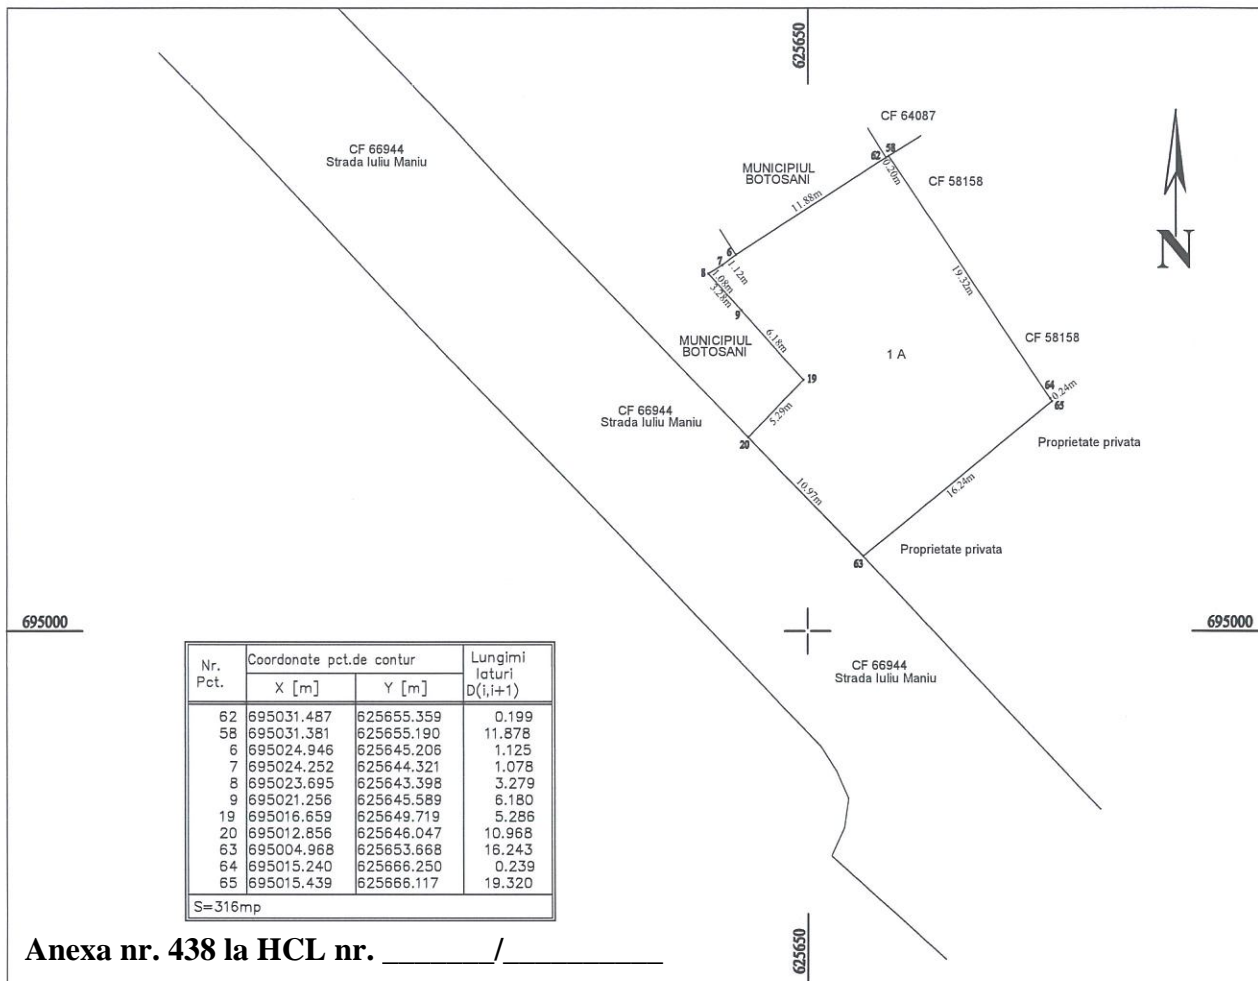 625650
CF 64087
CF 66944
Strada Iuliu Maniu
58
62
MUNICIPIUL
BOTOSANI
0.20m
CF 58158
11.88m
N
6
7
8
1.12m
1.08m
3.28m
9
19.32m
6.18m
MUNICIPIUL
BOTOSANI
CF 58158
1 A
19
64
0.24m
65
CF 66944
Strada Iuliu Maniu
5.29m
20
Proprietate privata
10.97m
16.24m
Proprietate privata
63
695000
695000
CF 66944
Strada Iuliu Maniu
Nr. Pct. Coordonate pct.de contur Lungimi laturi D(i,i+1)
X [m] Y [m]
62 695031.487 625655.359 0.199
58 695031.381 625655.190 11.878
6 695024.946 625645.206 1.125
7 695024.252 625644.321 1.078
8 695023.695 625643.398 3.279
9 695021.256 625645.589 6.180
19 695016.659 625649.719 5.286
20 695012.856 625646.047 10.968
63 695004.968 625653.668 16.243
64 695015.240 625666.250 0.239
65 695015.439 625666.117 19.320
S=316mp
Anexa nr. 438 la HCL nr. _______/__________
625650